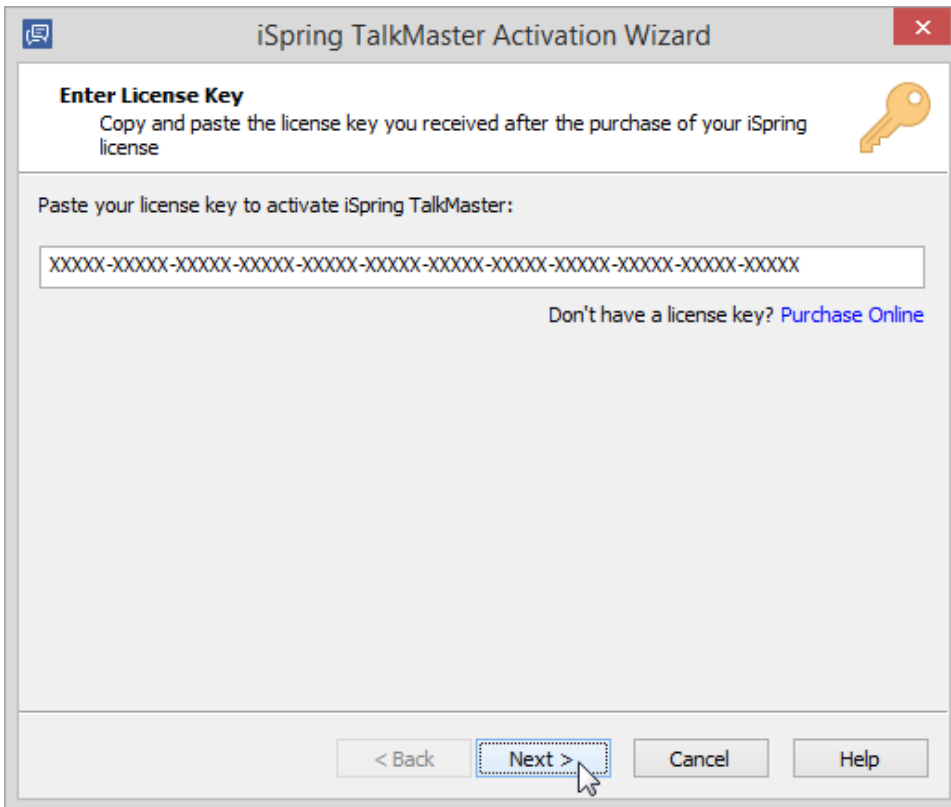 iSpring TalkMaster Activation Wizard
Enter License Key
Copy and paste the license key you received after the purchase of your iSpring
license
Paste your license key to activate iSpring TalkMaster:
XXXXX-XXXXX-XXXXX-XXXXX-XXXXX-XXXXX-XXXXX-XXXXX-XXXXX-XXXXX-XXXXX-XXXXX
Don't have a license key? Purchase Online
< Back Next > Cancel Help